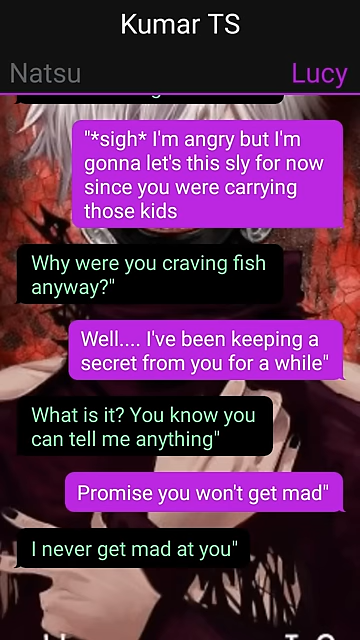 Kumar TS
Natsu Lucy
"*sigh* I'm angry but I'm
gonna let's this sly for now
since you were carrying
those kids
Why were you craving fish
anyway?"
Well.... I've been keeping a
secret from you for a while"
What is it? You know you
can tell me anything"
Promise you won't get mad"
I never get mad at you"